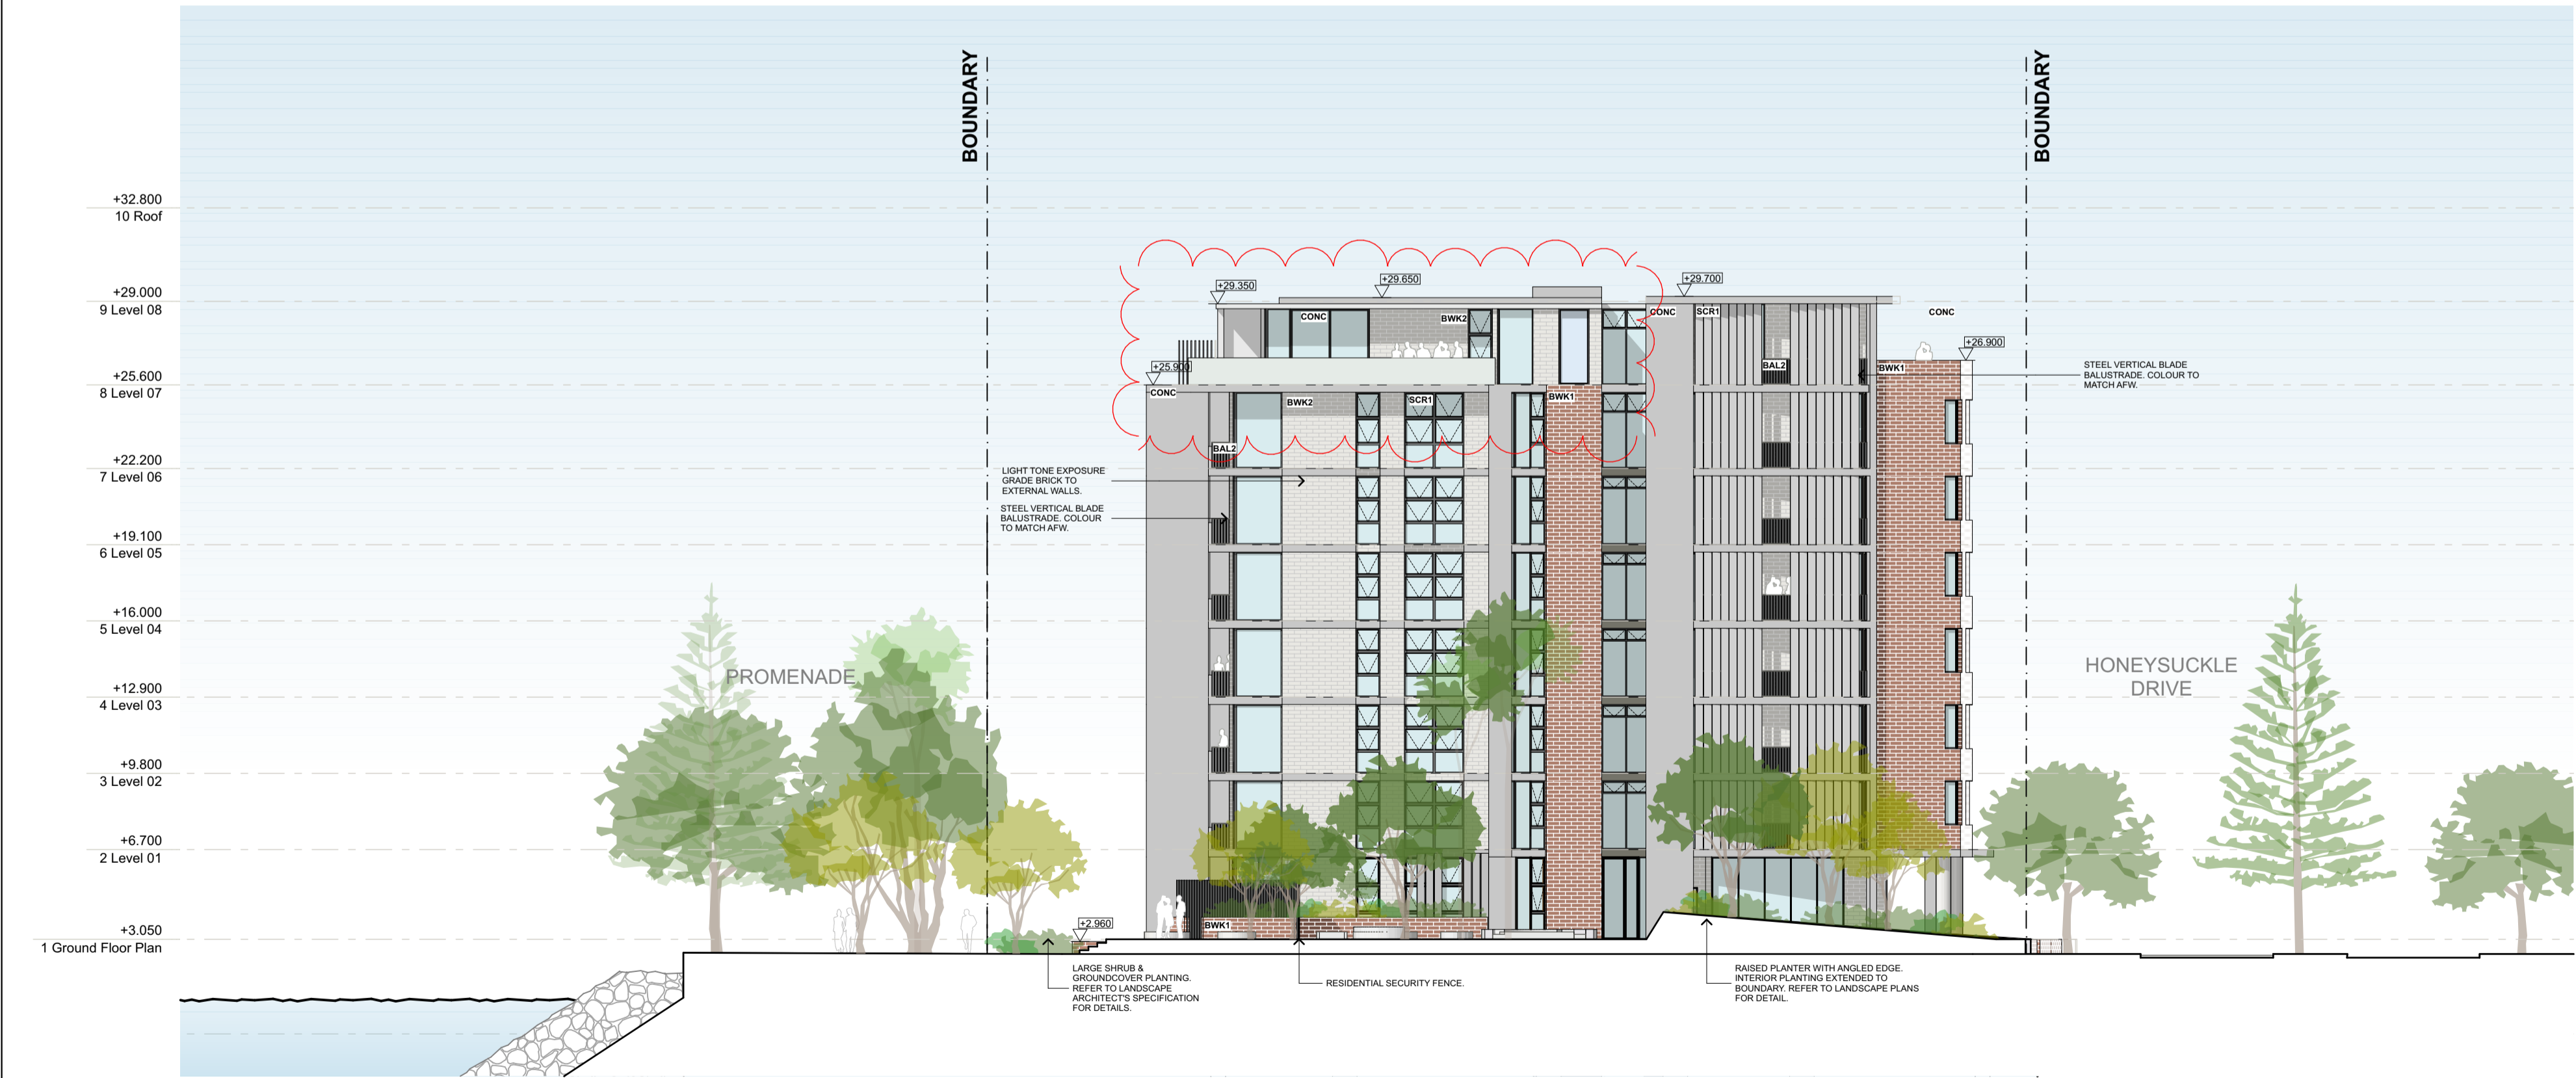 BOUNDARY
BOUNDARY
+32.800
10 Roof
+29.000
9 Level 08
+25.600
8 Level 07
+22.200
7 Level 06
+19.100
6 Level 05
+16.000
5 Level 04
+12.900
4 Level 03
+9.800
3 Level 02
+6.700
2 Level 01
+3.050
1 Ground Floor Plan
+29.350
+29.650
+29.700
CONC
BWK2
CONC
SCR1
CONC
+26.900
+25.900
CONC
BWK2
SCR1
BWK1
BAL2
BWK1
STEEL VERTICAL BLADE
BALUSTRADE. COLOUR TO
MATCH AFW.
BAL2
LIGHT TONE EXPOSURE
GRADE BRICK TO
EXTERNAL WALLS.
STEEL VERTICAL BLADE
BALUSTRADE. COLOUR
TO MATCH AFW.
PROMENADE
HONEYSUCKLE
DRIVE
+2.960
BWK1
LARGE SHRUB &
GROUNDCOVER PLANTING.
REFER TO LANDSCAPE
ARCHITECT'S SPECIFICATION
FOR DETAILS.
RESIDENTIAL SECURITY FENCE.
RAISED PLANTER WITH ANGLED EDGE.
INTERIOR PLANTING EXTENDED TO
BOUNDARY. REFER TO LANDSCAPE PLANS
FOR DETAIL.